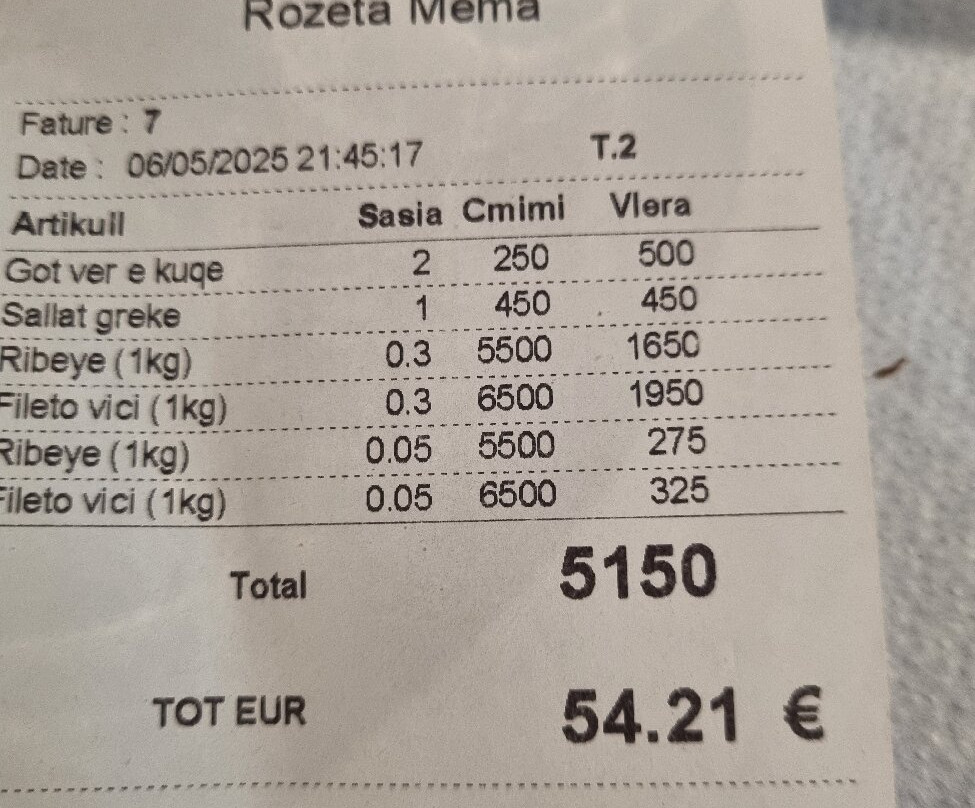 Rozeta Mema
Fature : 7
Date : 06/05/2025 21:45:17 T.2
Artikull Sasia Cmimi Vlera
Got ver e kuqe 2 250 500
Sallat greke 1 450 450
Ribeye (1kg) 0.3 5500 1650
Fileto vici (1kg) 0.3 6500 1950
Ribeye (1kg) 0.05 5500 275
Fileto vici (1kg) 0.05 6500 325
Total 5150
TOT EUR 54.21 €